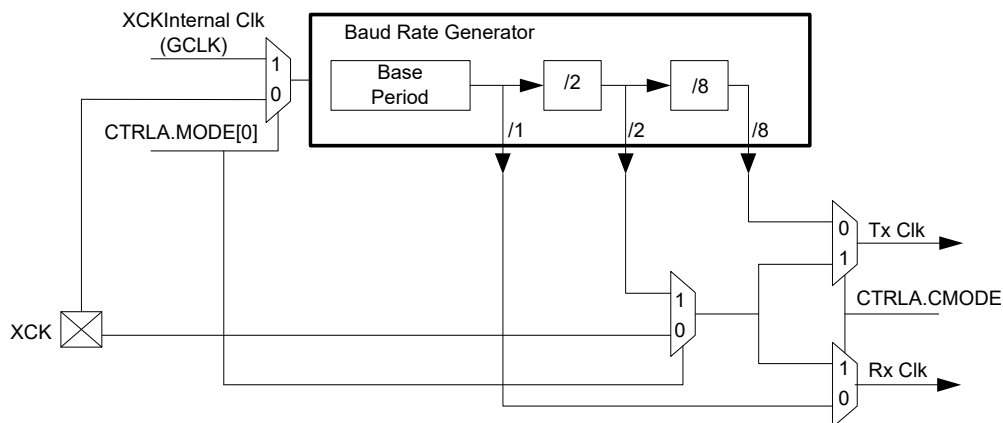 XCKInternal Clk
(GCLK)
Baud Rate Generator
1
0
Base
Period
/2
/8
CTRLA.MODE[0]
/1
/2
/8
0
1
Tx Clk
1
0
CTRLA.CMODE
XCK
1
0
Rx Clk